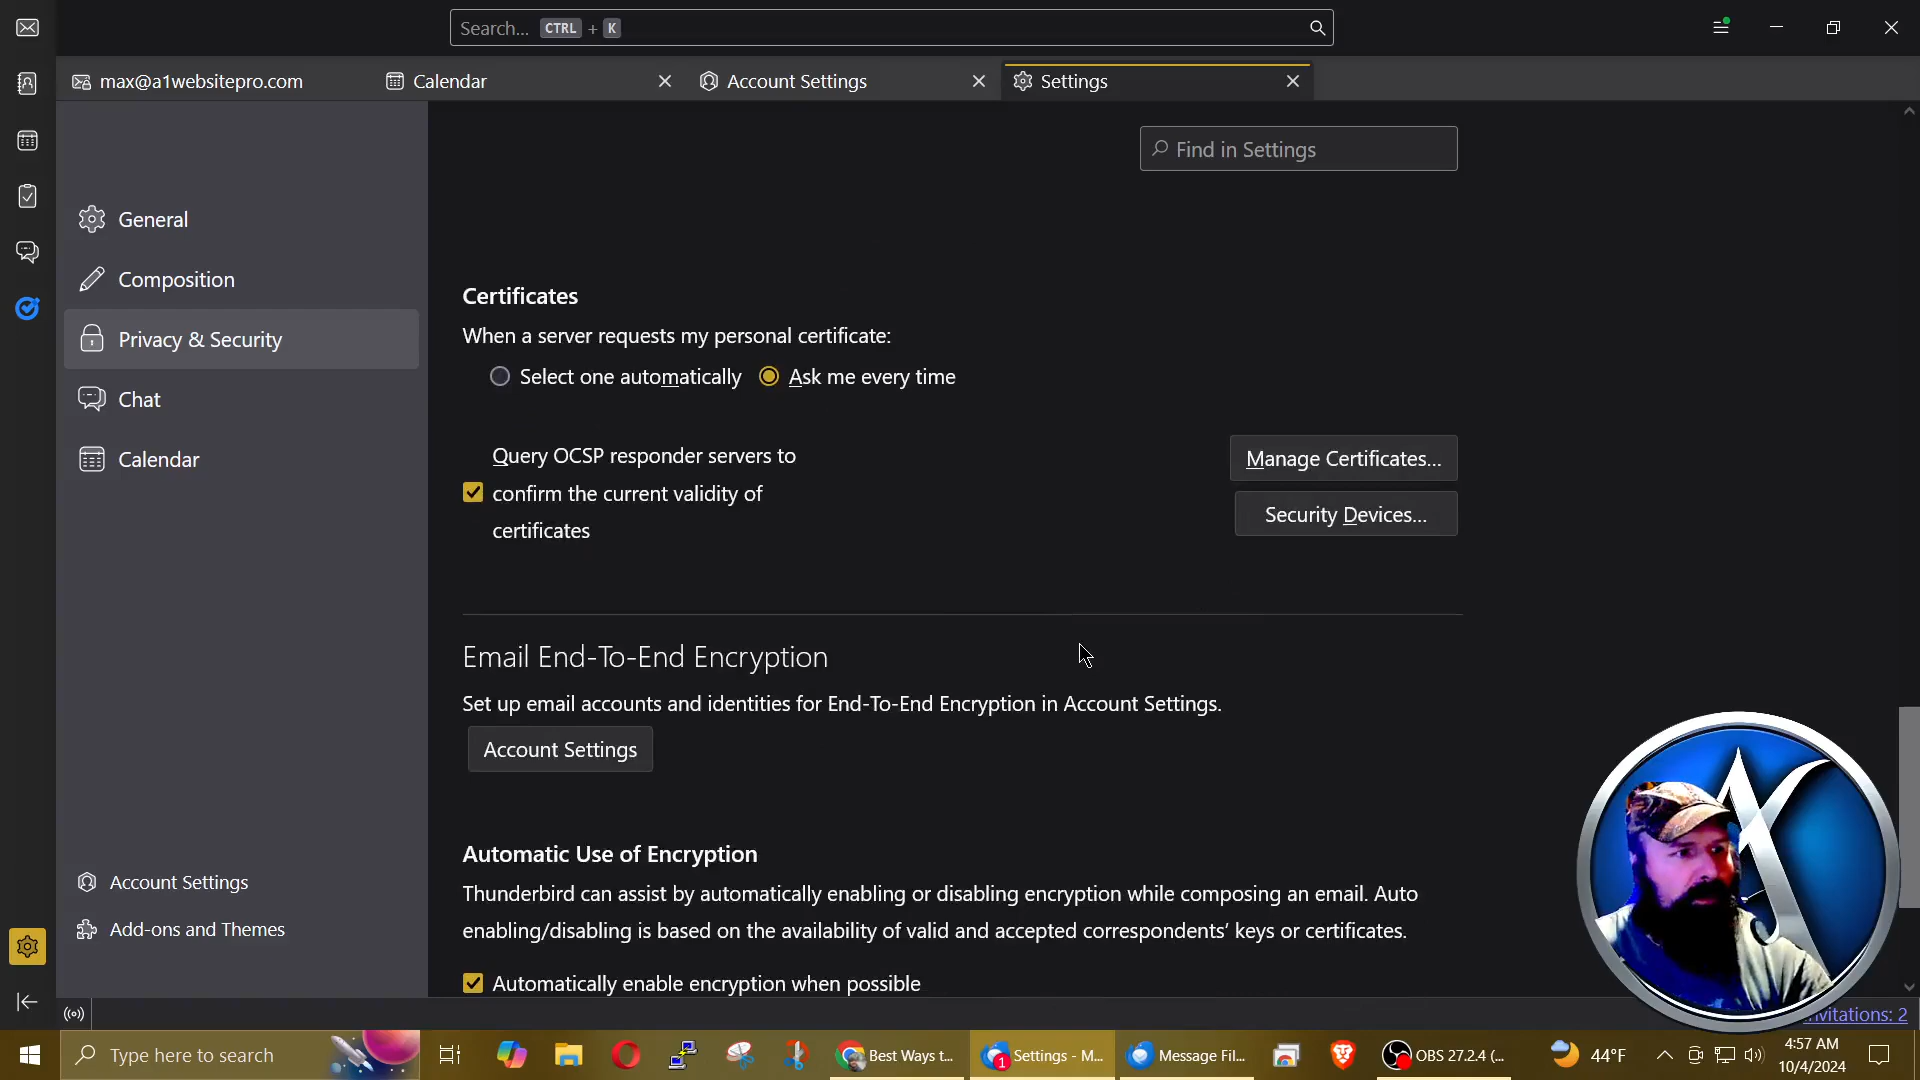 Search... CTRL + K
max@a1websitepro.com
Calendar
Account Settings
Settings
Find in Settings
General
Composition
Privacy & Security
Chat
Calendar
Account Settings
Add-ons and Themes
Certificates
When a server requests my personal certificate:
Select one automatically Ask me every time
Query OCSP responder servers to
confirm the current validity of
certificates
Manage Certificates...
Security Devices...
Email End-To-End Encryption
Set up email accounts and identities for End-To-End Encryption in Account Settings.
Account Settings
Automatic Use of Encryption
Thunderbird can assist by automatically enabling or disabling encryption while composing an email. Auto
enabling/disabling is based on the availability of valid and accepted correspondents' keys or certificates.
Automatically enable encryption when possible
nvitations: 2
Type here to search
Best Ways t...
1
Settings - M...
Message Fil...
OBS 27.2.4 (...
44°F
4:57 AM
10/4/2024